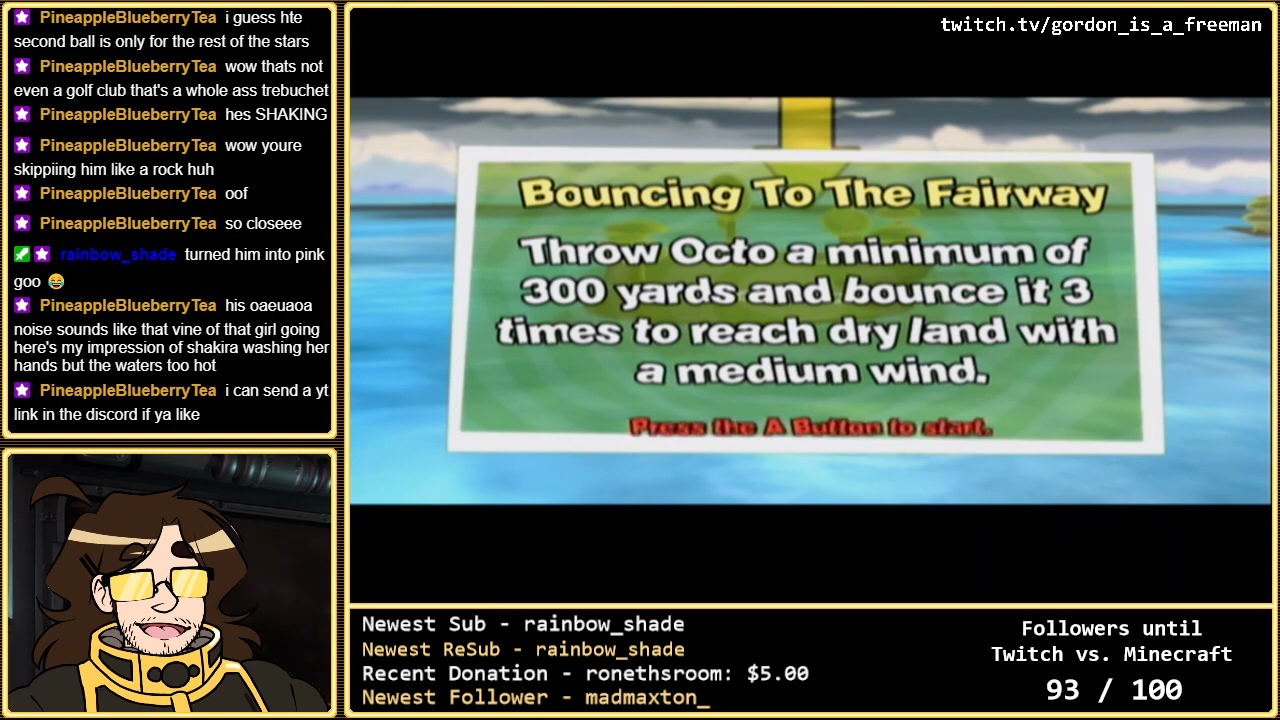 PineappleBlueberryTea i guess hte
second ball is only for the rest of the stars
PineappleBlueberryTea wow thats not
even a golf club that's a whole ass trebuchet
PineappleBlueberryTea hes SHAKING
PineappleBlueberryTea wow youre
skippiing him like a rock huh
PineappleBlueberryTea oof
PineappleBlueberryTea so closeee
rainbow_shade turned him into pink
goo 😂
PineappleBlueberryTea his oaeuaoa
noise sounds like that vine of that girl going
here's my impression of shakira washing her
hands but the waters too hot
PineappleBlueberryTea i can send a yt
link in the discord if ya like
twitch.tv/gordon_is_a_freeman
Bouncing To The Fairway
Throw Octo a minimum of
300 yards and bounce it 3
times to reach dry land with
a medium wind.
Press the A Button to start.
Newest Sub - rainbow_shade
Newest ReSub - rainbow_shade
Recent Donation - ronethsroom: $5.00
Newest Follower - madmaxton_
Followers until
Twitch vs. Minecraft
93 / 100